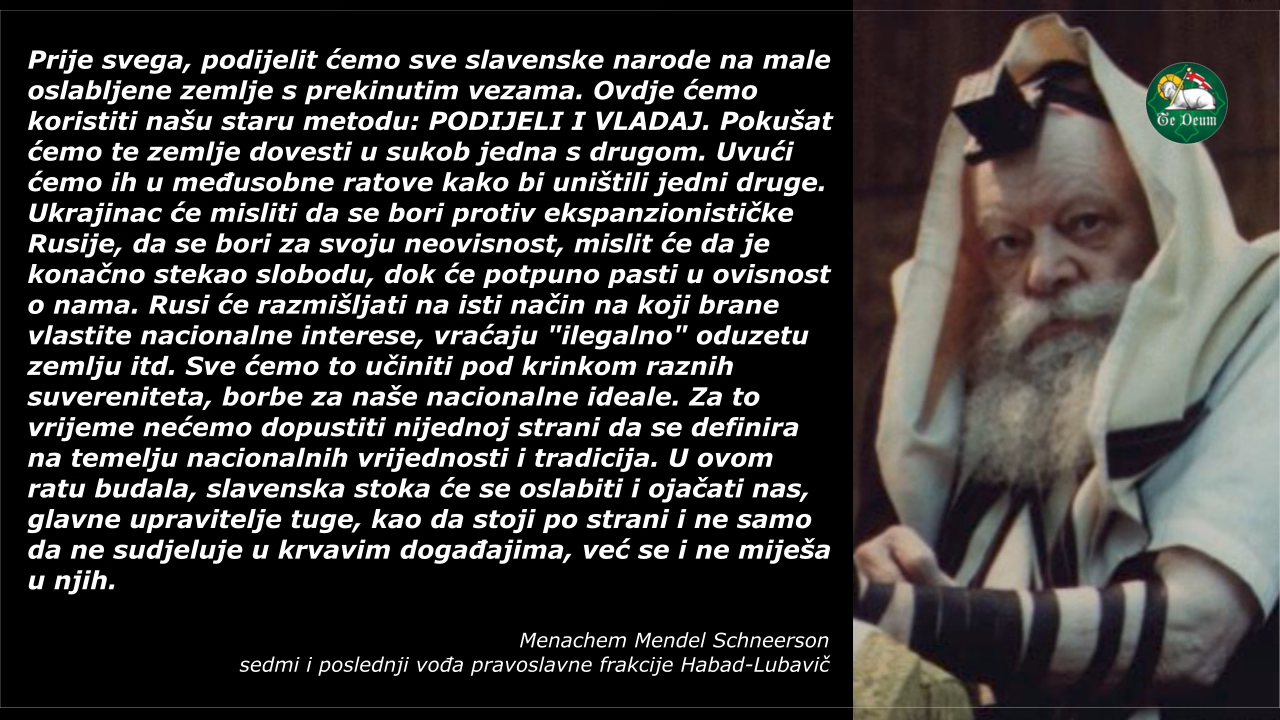 Prije svega, podijelit ćemo sve slavenske narode na male
oslabljene zemlje s prekinutim vezama. Ovdje ćemo
koristiti našu staru metodu: PODIJELI I VLADAJ. Pokušat
ćemo te zemlje dovesti u sukob jedna s drugom. Uvući
ćemo ih u međusobne ratove kako bi uništili jedni druge.
Ukrajinac će misliti da se bori protiv ekspanzionističke
Rusije, da se bori za svoju neovisnost, mislit će da je
konačno stekao slobodu, dok će potpuno pasti u ovisnost
o nama. Rusi će razmišljati na isti način na koji brane
vlastite nacionalne interese, vraćaju "ilegalno" oduzetu
zemlju itd. Sve ćemo to učiniti pod krinkom raznih
suvereniteta, borbe za naše nacionalne ideale. Za to
vrijeme nećemo dopustiti nijednoj strani da se definira
na temelju nacionalnih vrijednosti i tradicija. U ovom
ratu budala, slavenska stoka će se oslabiti i ojačati nas,
glavne upravitelje tuge, kao da stoji po strani i ne samo
da ne sudjeluje u krvavim događajima, već se i ne miješa
u njih.
Menachem Mendel Schneerson
sedmi i poslednji vođa pravoslavne frakcije Habad-Lubavič
Te Deum